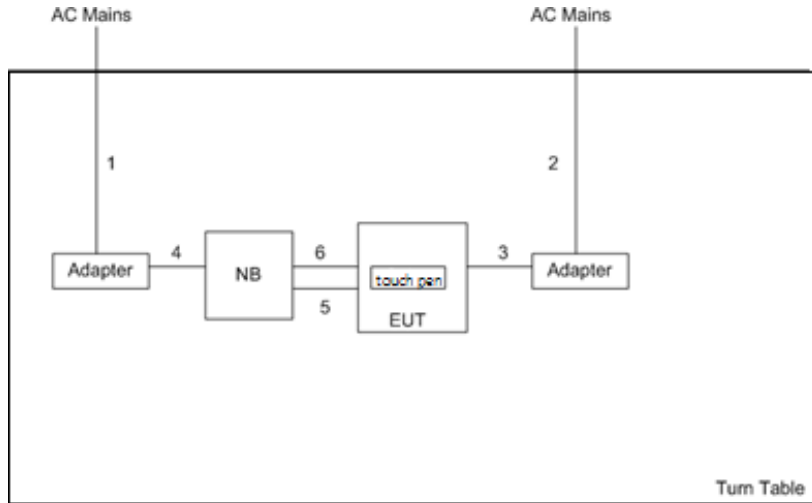 AC Mains AC Mains
1 2
4 6 3
Adapter NB touch pen Adapter
5 EUT
Turn Table